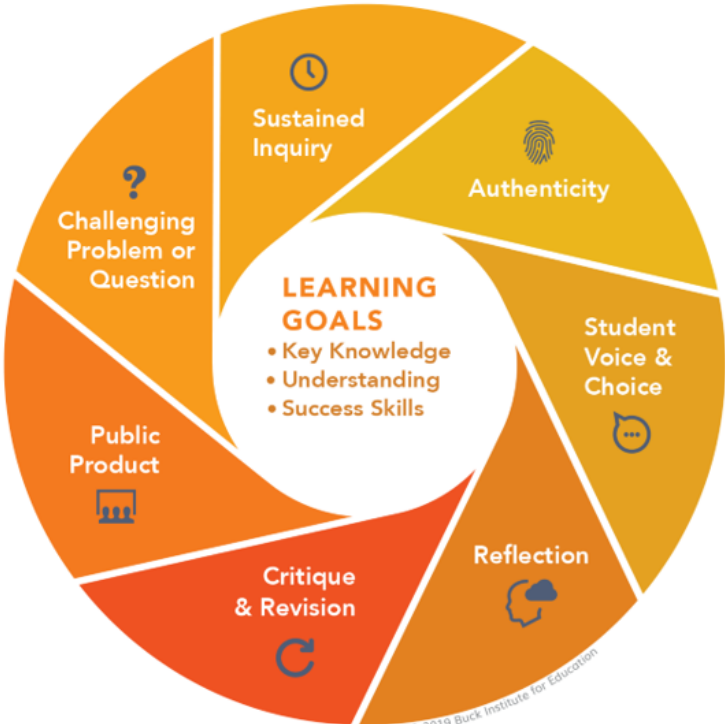 Sustained
Inquiry
Authenticity
?
Challenging
Problem or
Question
LEARNING
GOALS
• Key Knowledge
• Understanding
• Success Skills
Student
Voice &
Choice
Public
Product
Reflection
Critique
& Revision
2019 Buck Institute for Education